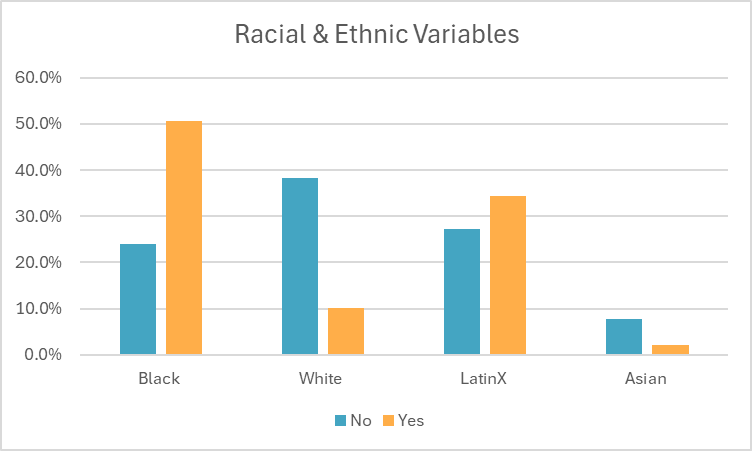 Racial & Ethnic Variables
60.0%
50.0%
40.0%
30.0%
20.0%
10.0%
0.0%
Black White LatinX Asian
No Yes